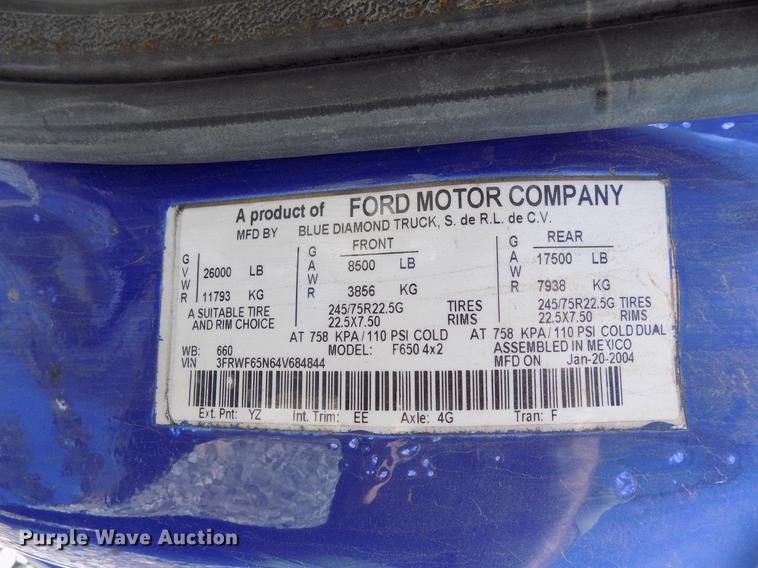 A product of FORD MOTOR COMPANY
MFD BY BLUE DIAMOND TRUCK, S. de R.L. de C.V.
GVWR 26000 LB 11793 KG
FRONT
GAWR 8500 LB 3856 KG
REAR
GAWR 17500 LB 7938 KG
A SUITABLE TIRE AND RIM CHOICE
245/75R22.5G TIRES
22.5X7.50 RIMS
245/75R22.5G TIRES
22.5X7.50 RIMS
AT 758 KPA/110 PSI COLD AT 758 KPA/110 PSI COLD DUAL
WB: 660 MODEL: F650 4x2 ASSEMBLED IN MEXICO
VIN 3FRWF65N64V684844 MFD ON Jan-20-2004
Ext. Pnt: YZ Int. Trim: EE Axle: 4G Tran: F
Purple Wave Auction